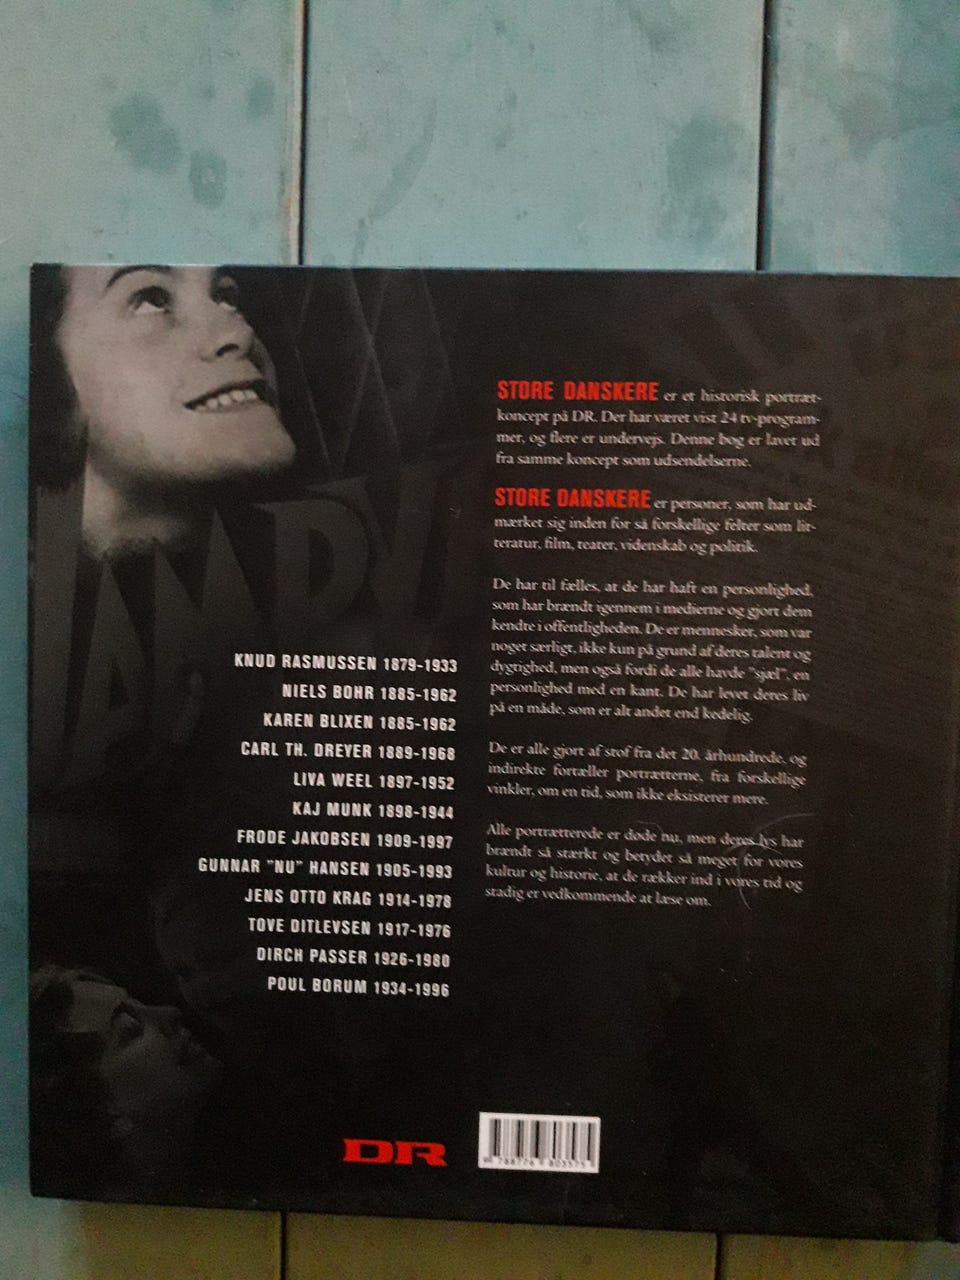 STORE DANSKERE er et historisk portræt-
koncept på DR. Der har været vist 24 tv-program-
mer, og flere er undervejs. Denne bog er lavet ud
fra samme koncept som udsendelserne.
STORE DANSKERE er personer, som har ud-
mærket sig inden for så forskellige felter som lit-
teratur, film, teater, videnskab og politik.
De har til fælles, at de har haft en personlighed,
som har brændt igennem i medierne og gjort dem
kendte i offentligheden. De er mennesker, som var
noget særligt, ikke kun på grund af deres talent og
dygtighed, men også fordi de alle havde "sjæl", en
personlighed med en kant. De har levet deres liv
på en måde, som er alt andet end kedelig.
De er alle gjort af stof fra det 20. århundrede, og
indirekte fortæller portrætterne, fra forskellige
vinkler, om en tid, som ikke eksisterer mere.
Alle portrætterede er døde nu, men deres lys har
brændt så stærkt og betydet så meget for vores
kultur og historie, at de rækker ind i vores tid og
stadig er vedkommende at læse om.
KNUD RASMUSSEN 1879-1933
NIELS BOHR 1885-1962
KAREN BLIXEN 1885-1962
CARL TH. DREYER 1889-1968
LIVA WEEL 1897-1952
KAJ MUNK 1898-1944
FRODE JAKOBSEN 1909-1997
GUNNAR "NU" HANSEN 1905-1993
JENS OTTO KRAG 1914-1978
TOVE DITLEVSEN 1917-1976
DIRCH PASSER 1926-1980
POUL BORUM 1934-1996
DR
9 788776 803575